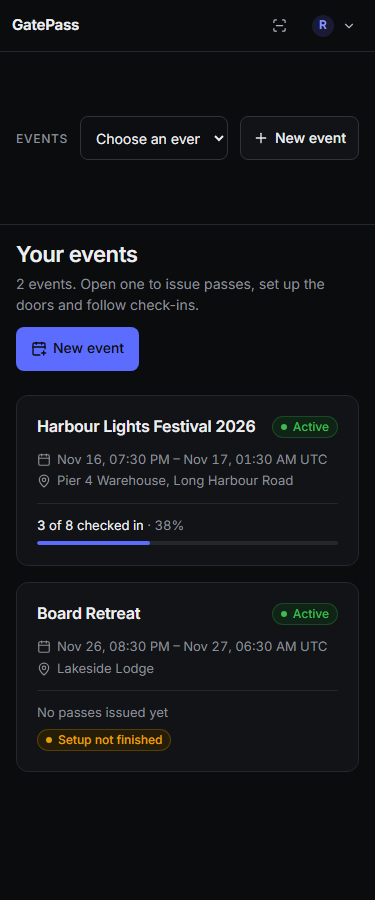 GatePass
R
EVENTS
Choose an ever
New event
Your events
2 events. Open one to issue passes, set up the
doors and follow check-ins.
New event
Harbour Lights Festival 2026
Active
Nov 16, 07:30 PM – Nov 17, 01:30 AM UTC
Pier 4 Warehouse, Long Harbour Road
3 of 8 checked in · 38%
Board Retreat
Active
Nov 26, 08:30 PM – Nov 27, 06:30 AM UTC
Lakeside Lodge
No passes issued yet
Setup not finished